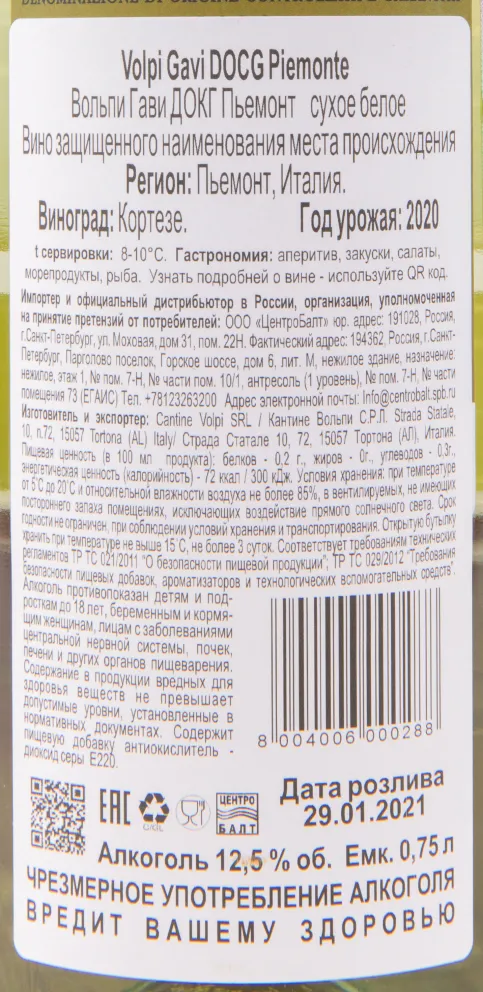 DENOMINAZIONE DI ORIGINE CONTROLLATA E GARANTITA
Volpi Gavi DOCG Piemonte
Вольпи Гави ДОКГ Пьемонт сухое белое
Вино защищенного наименования места происхождения
Регион: Пьемонт, Италия.
Виноград: Кортезе. Год урожая: 2020
t сервировки: 8-10°С. Гастрономия: аперитив, закуски, салаты,
морепродукты, рыба. Узнать подробней о вине - используйте QR код.
Импортер и официальный дистрибьютор в России, организация, уполномоченная
на принятие претензий от потребителей: ООО «ЦентроБалт» юр. адрес: 191028, Россия,
г.Санкт-Петербург, ул. Моховая, дом 31, пом. 22Н. Фактический адрес: 194362, Россия, г.Санкт-
Петербург, Парголово поселок, Горское шоссе, дом 6, лит. М, нежилое здание, назначение:
нежилое, этаж 1, № пом. 7-Н, № части пом. 10/1, антресоль (1 уровень), № пом. 7-Н, № части
помещения 73 (ЕГАИС) Тел. +78123263200 Адрес электронной почты: Info@centrobalt.spb.ru
Изготовитель и экспортер: Cantine Volpi SRL / Кантине Вольпи С.Р.Л. Strada Statale,
10, n.72, 15057 Tortona (AL) Italy/ Страда Статале 10, 72, 15057 Тортона (АЛ), Италия.
Пищевая ценность (в 100 мл продукта): белков - 0,2 г., жиров - 0г., углеводов - 0,3г.,
энергетическая ценность (калорийность) - 72 ккал / 300 кДж. Условия хранения: при температуре
от 5°С до 20°С и относительной влажности воздуха не более 85%, в вентилируемых, не имеющих
постороннего запаха помещениях, исключающих воздействие прямого солнечного света. Срок
годности не ограничен, при соблюдении условий хранения и транспортирования. Открытую бутылку
хранить при температуре не выше 15°С, не более 3 суток. Соответствует требованиям технических
регламентов ТР ТС 021/2011 "О безопасности пищевой продукции"; ТР ТС 029/2012 "Требования
безопасности пищевых добавок, ароматизаторов и технологических вспомогательных средств".
Алкоголь противопоказан детям и под-
росткам до 18 лет, беременным и кормя-
щим женщинам, лицам с заболеваниями
центральной нервной системы, почек,
печени и других органов пищеварения.
Содержание в продукции вредных для
здоровья веществ не превышает
допустимые уровни, установленные в
нормативных документах. Содержит
пищевую добавку антиокислитель -
диоксид серы Е220.
8 004006 000288
Дата розлива
29.01.2021
ЕАС
ЦЕНТРО
БАЛТ
Алкоголь 12,5 % об. Емк. 0,75 л
ЧРЕЗМЕРНОЕ УПОТРЕБЛЕНИЕ АЛКОГОЛЯ
ВРЕДИТ ВАШЕМУ ЗДОРОВЬЮ